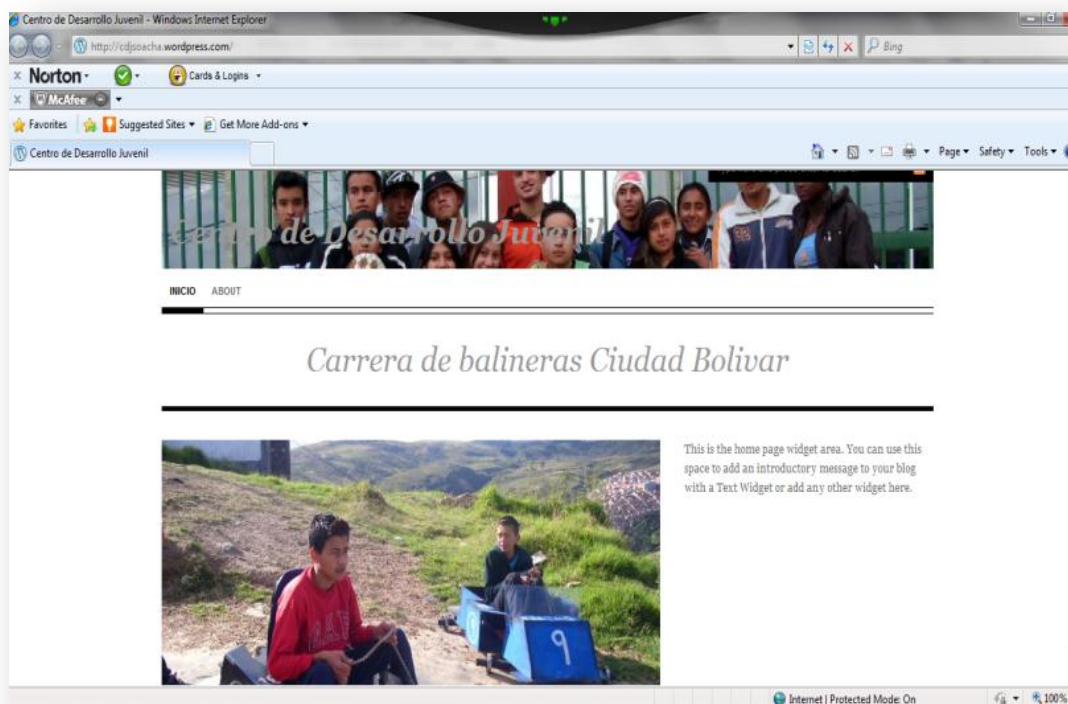 Centro de Desarrollo Juvenil - Windows Internet Explorer
http://cdjsoacha.wordpress.com/
Bing
x Norton
Cards & Logins
x McAfee
Favorites Suggested Sites Get More Add-ons
Centro de Desarrollo Juvenil
Page Safety Tools
Centro de Desarrollo Juvenil
INICIO ABOUT
Carrera de balineras Ciudad Bolivar
This is the home page widget area. You can use this
space to add an introductory message to your blog
with a Text Widget or add any other widget here.
9
Internet | Protected Mode: On
100%